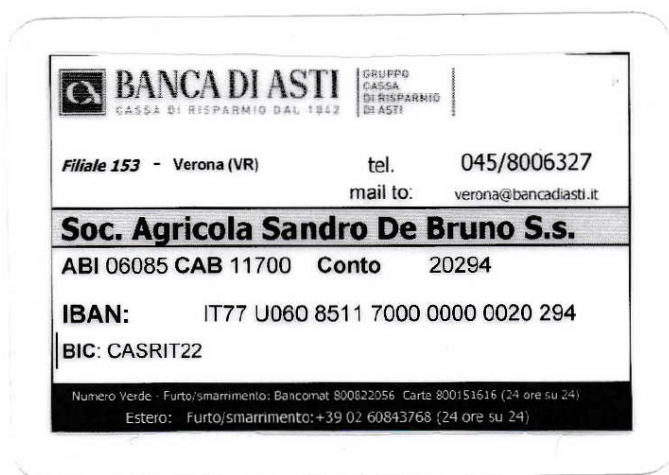 BANCA DI ASTI
CASSA DI RISPARMIO DAL 1842
GRUPPO
CASSA
DI RISPARMIO
DI ASTI
Filiale 153 - Verona (VR) tel. 045/8006327
mail to: verona@bancadiasti.it
Soc. Agricola Sandro De Bruno S.s.
ABI 06085 CAB 11700 Conto 20294
IBAN: IT77 U060 8511 7000 0000 0020 294
BIC: CASRIT22
Numero Verde - Furto/smarrimento: Bancomat 800822056 Carte 800151616 (24 ore su 24)
Estero: Furto/smarrimento:+39 02 60843768 (24 ore su 24)